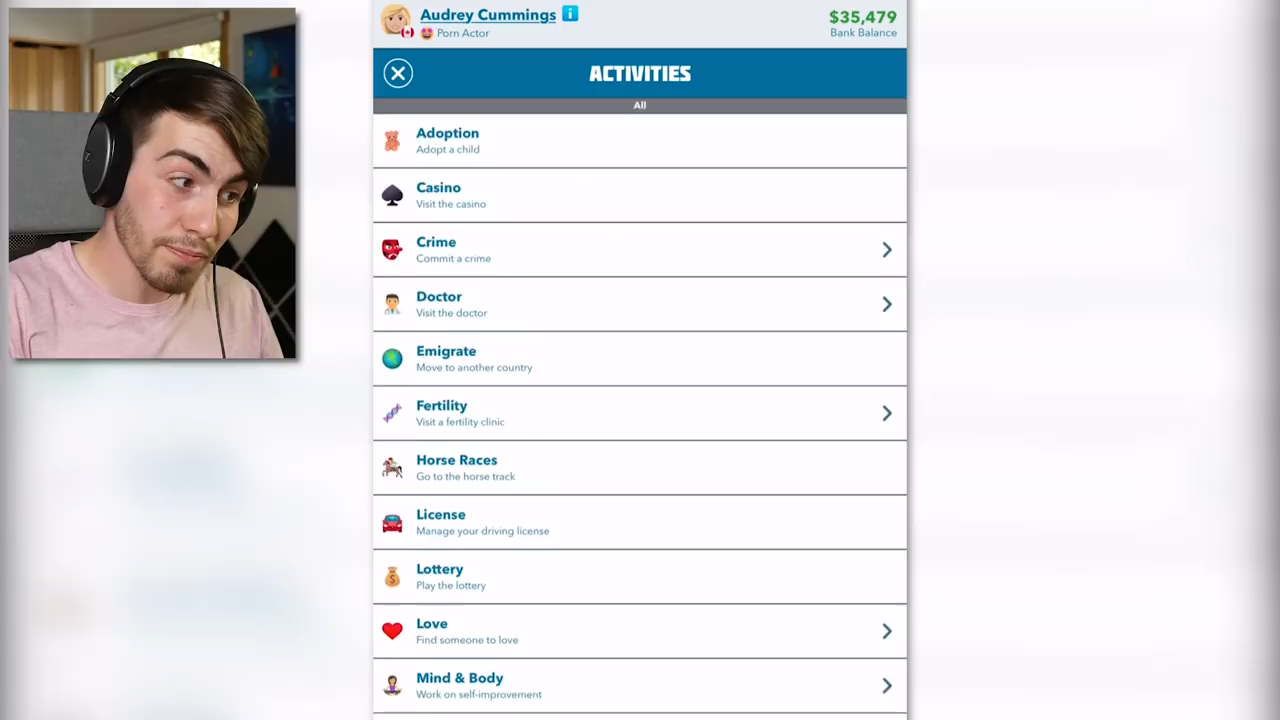 Audrey Cummings i
Porn Actor
$35,479
Bank Balance
ACTIVITIES
All
Adoption
Adopt a child
Casino
Visit the casino
Crime
Commit a crime
Doctor
Visit the doctor
Emigrate
Move to another country
Fertility
Visit a fertility clinic
Horse Races
Go to the horse track
License
Manage your driving license
Lottery
Play the lottery
Love
Find someone to love
Mind & Body
Work on self-improvement